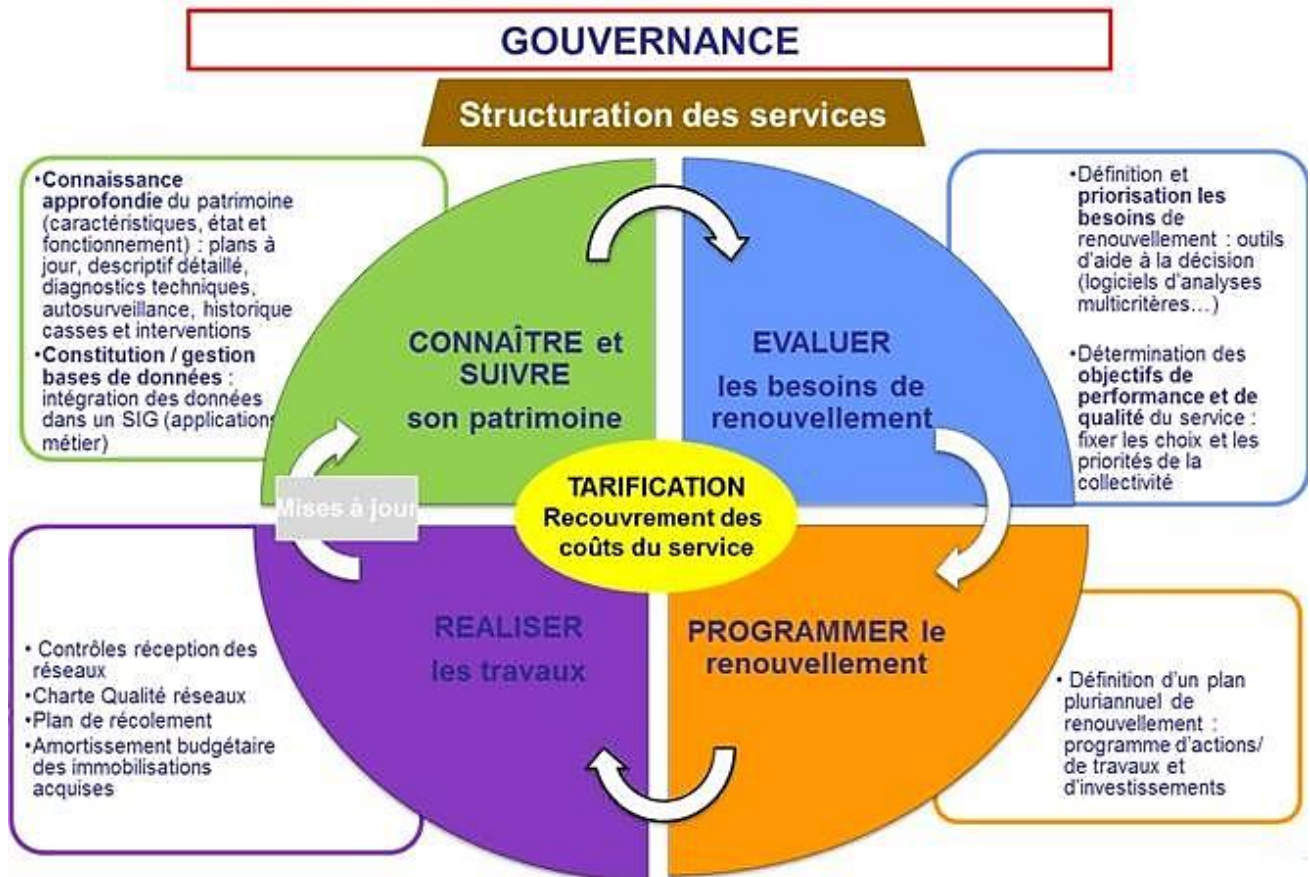 GOUVERNANCE
Structuration des services
•Connaissance
approfondie du patrimoine
(caractéristiques, état et
fonctionnement) : plans à
jour, descriptif détaillé,
diagnostics techniques,
autosurveillance, historique
casses et interventions
•Constitution / gestion
bases de données :
intégration des données
dans un SIG (applications
métier)
CONNAÎTRE et
SUIVRE
son patrimoine
EVALUER
les besoins de
renouvellement
•Définition et
priorisation les
besoins de
renouvellement : outils
d'aide à la décision
(logiciels d'analyses
multicritères…)
•Détermination des
objectifs de
performance et de
qualité du service :
fixer les choix et les
priorités de la
collectivité
Mises à jour
TARIFICATION
Recouvrement des
coûts du service
• Contrôles réception des
réseaux
•Charte Qualité réseaux
•Plan de récolement
•Amortissement budgétaire
des immobilisations
acquises
REALISER
les travaux
PROGRAMMER le
renouvellement
• Définition d'un plan
pluriannuel de
renouvellement :
programme d'actions/
de travaux et
d'investissements